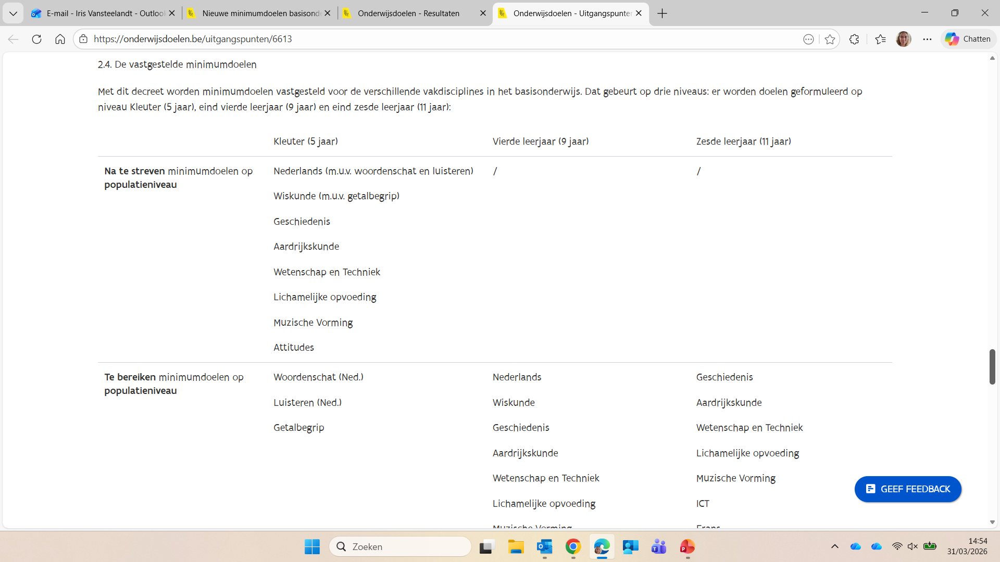 E-mail - Iris Vansteelandt - Outlook
Nieuwe minimumdoelen basisonde
Onderwijsdoelen - Resultaten
Onderwijsdoelen - Uitgangspunten
https://onderwijsdoelen.be/uitgangspunten/6613
Chatten
2.4. De vastgestelde minimumdoelen
Met dit decreet worden minimumdoelen vastgesteld voor de verschillende vakdisciplines in het basisonderwijs. Dat gebeurt op drie niveaus: er worden doelen geformuleerd op
niveau Kleuter (5 jaar), eind vierde leerjaar (9 jaar) en eind zesde leerjaar (11 jaar):
Kleuter (5 jaar)
Vierde leerjaar (9 jaar)
Zesde leerjaar (11 jaar)
Na te streven minimumdoelen op
populatieniveau
Nederlands (m.u.v. woordenschat en luisteren)
Wiskunde (m.u.v. getalbegrip)
Geschiedenis
Aardrijkskunde
Wetenschap en Techniek
Lichamelijke opvoeding
Muzische Vorming
Attitudes
/
/
Te bereiken minimumdoelen op
populatieniveau
Woordenschat (Ned.)
Luisteren (Ned.)
Getalbegrip
Nederlands
Wiskunde
Geschiedenis
Aardrijkskunde
Wetenschap en Techniek
Lichamelijke opvoeding
Muzische Vorming
Geschiedenis
Aardrijkskunde
Wetenschap en Techniek
Lichamelijke opvoeding
Muzische Vorming
ICT
Frans
GEEF FEEDBACK
Zoeken
14:54
31/03/2026